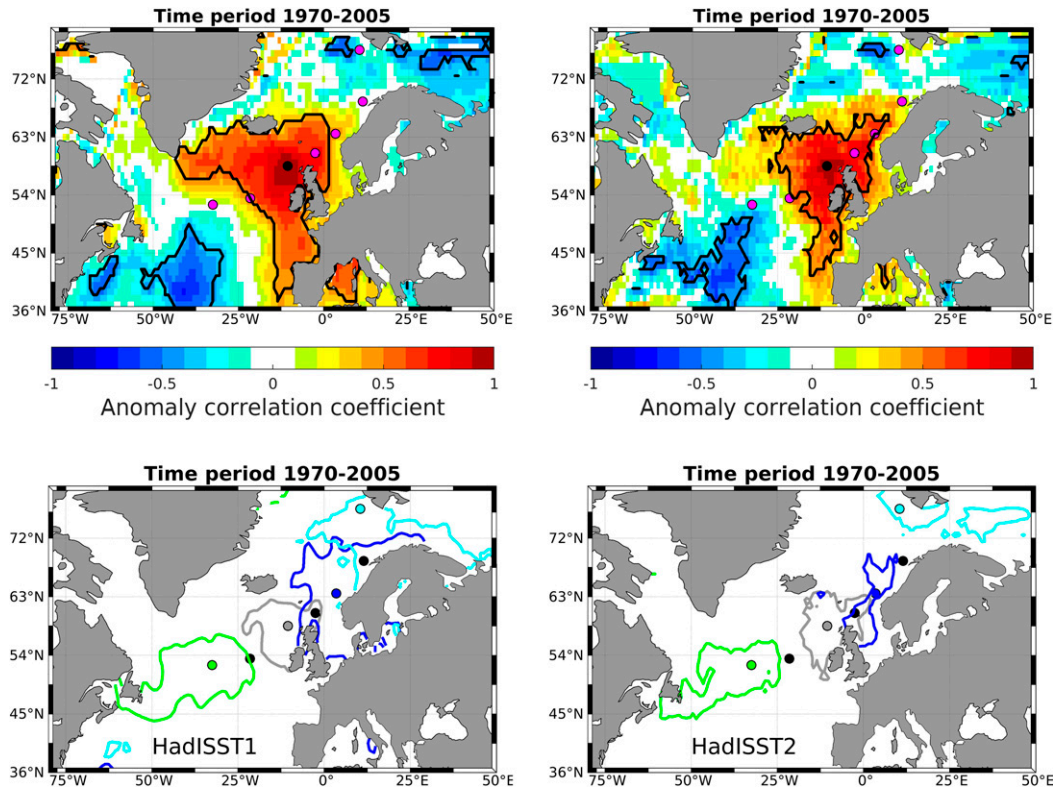 Time period 1970-2005
72°N
63°N
54°N
45°N
36°N
75°W 50°W 25°W 0° 25°E 50°E
-1 -0.5 0 0.5 1
Anomaly correlation coefficient
Time period 1970-2005
72°N
63°N
54°N
45°N
36°N
75°W 50°W 25°W 0° 25°E 50°E
-1 -0.5 0 0.5 1
Anomaly correlation coefficient
Time period 1970-2005
72°N
63°N
54°N
45°N
HadISST1
36°N
75°W 50°W 25°W 0° 25°E 50°E
Time period 1970-2005
72°N
63°N
54°N
45°N
HadISST2
36°N
75°W 50°W 25°W 0° 25°E 50°E